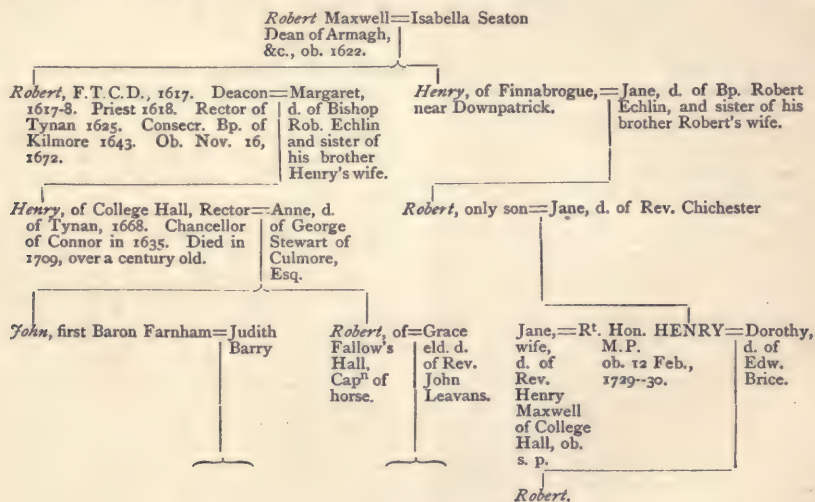 Robert Maxwell=Isabella Seaton
Dean of Armagh,
&c., ob. 1622.
Robert, F.T.C.D., 1617. Deacon=Margaret,
1617-8. Priest 1618. Rector of
Tynan 1625. Consecr. Bp. of
Kilmore 1643. Ob. Nov. 16,
1672.
d. of Bishop
Rob. Echlin
and sister of
his brother
Henry's wife.
Henry, of Finnabrogue,=Jane, d. of Bp. Robert
near Downpatrick.
Echlin, and sister of his
brother Robert's wife.
Henry, of College Hall, Rector=Anne, d.
of Tynan, 1668. Chancellor
of Connor in 1635. Died in
1709, over a century old.
of George
Stewart of
Culmore,
Esq.
Robert, only son=Jane, d. of Rev. Chichester
John, first Baron Farnham=Judith
Barry
Robert, of=Grace
Fallow's
Hall,
Capn of
horse.
eld. d.
of Rev.
John
Leavans.
Jane,=Rt. Hon. HENRY=Dorothy,
wife,
d. of
Rev.
Henry
Maxwell
of College
Hall, ob.
s. p.
M.P.
ob. 12 Feb.,
1729--30.
d. of
Edw.
Brice.
Robert.